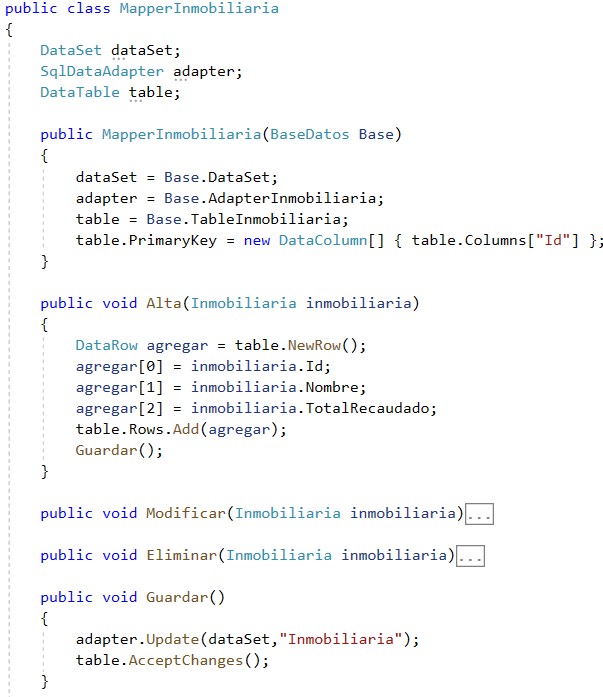 public class MapperInmobiliaria
{
    DataSet dataSet;
    SqlDataAdapter adapter;
    DataTable table;

    public MapperInmobiliaria(BaseDatos Base)
    {
        dataSet = Base.DataSet;
        adapter = Base.AdapterInmobiliaria;
        table = Base.TableInmobiliaria;
        table.PrimaryKey = new DataColumn[] { table.Columns["Id"] };
    }

    public void Alta(Inmobiliaria inmobiliaria)
    {
        DataRow agregar = table.NewRow();
        agregar[0] = inmobiliaria.Id;
        agregar[1] = inmobiliaria.Nombre;
        agregar[2] = inmobiliaria.TotalRecaudado;
        table.Rows.Add(agregar);
        Guardar();
    }

    public void Modificar(Inmobiliaria inmobiliaria)...

    public void Eliminar(Inmobiliaria inmobiliaria)...

    public void Guardar()
    {
        adapter.Update(dataSet,"Inmobiliaria");
        table.AcceptChanges();
    }